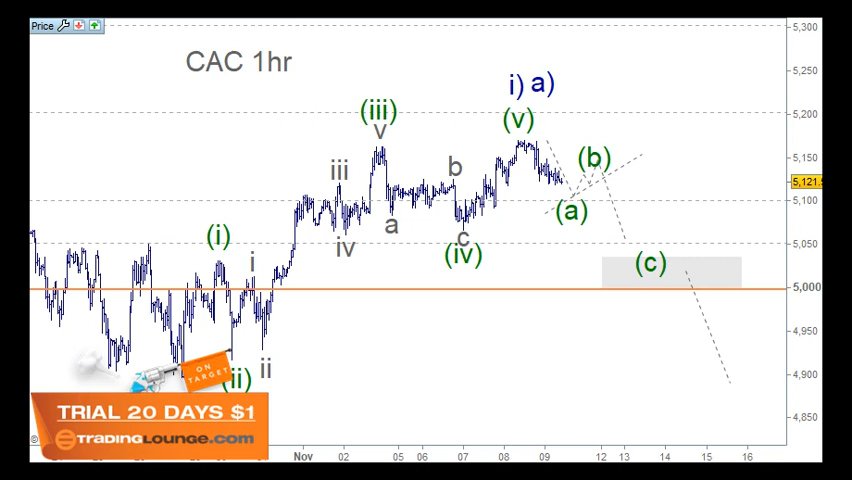 Price
5,300
CAC 1hr
i) a)
5,250
(iii)
v
(v)
5,200
iii
b
(b)
5,150
5,121.
iv
a
(a)
5,100
(i)
i
c
(iv)
(c)
5,050
5,000
ii
(ii)
4,950
ON
TARGET
4,900
TRIAL 20 DAYS $1
TRADINGLOUNGE.COM
4,850
©
Nov 02 05 06 07 08 09 12 13 14 15 16